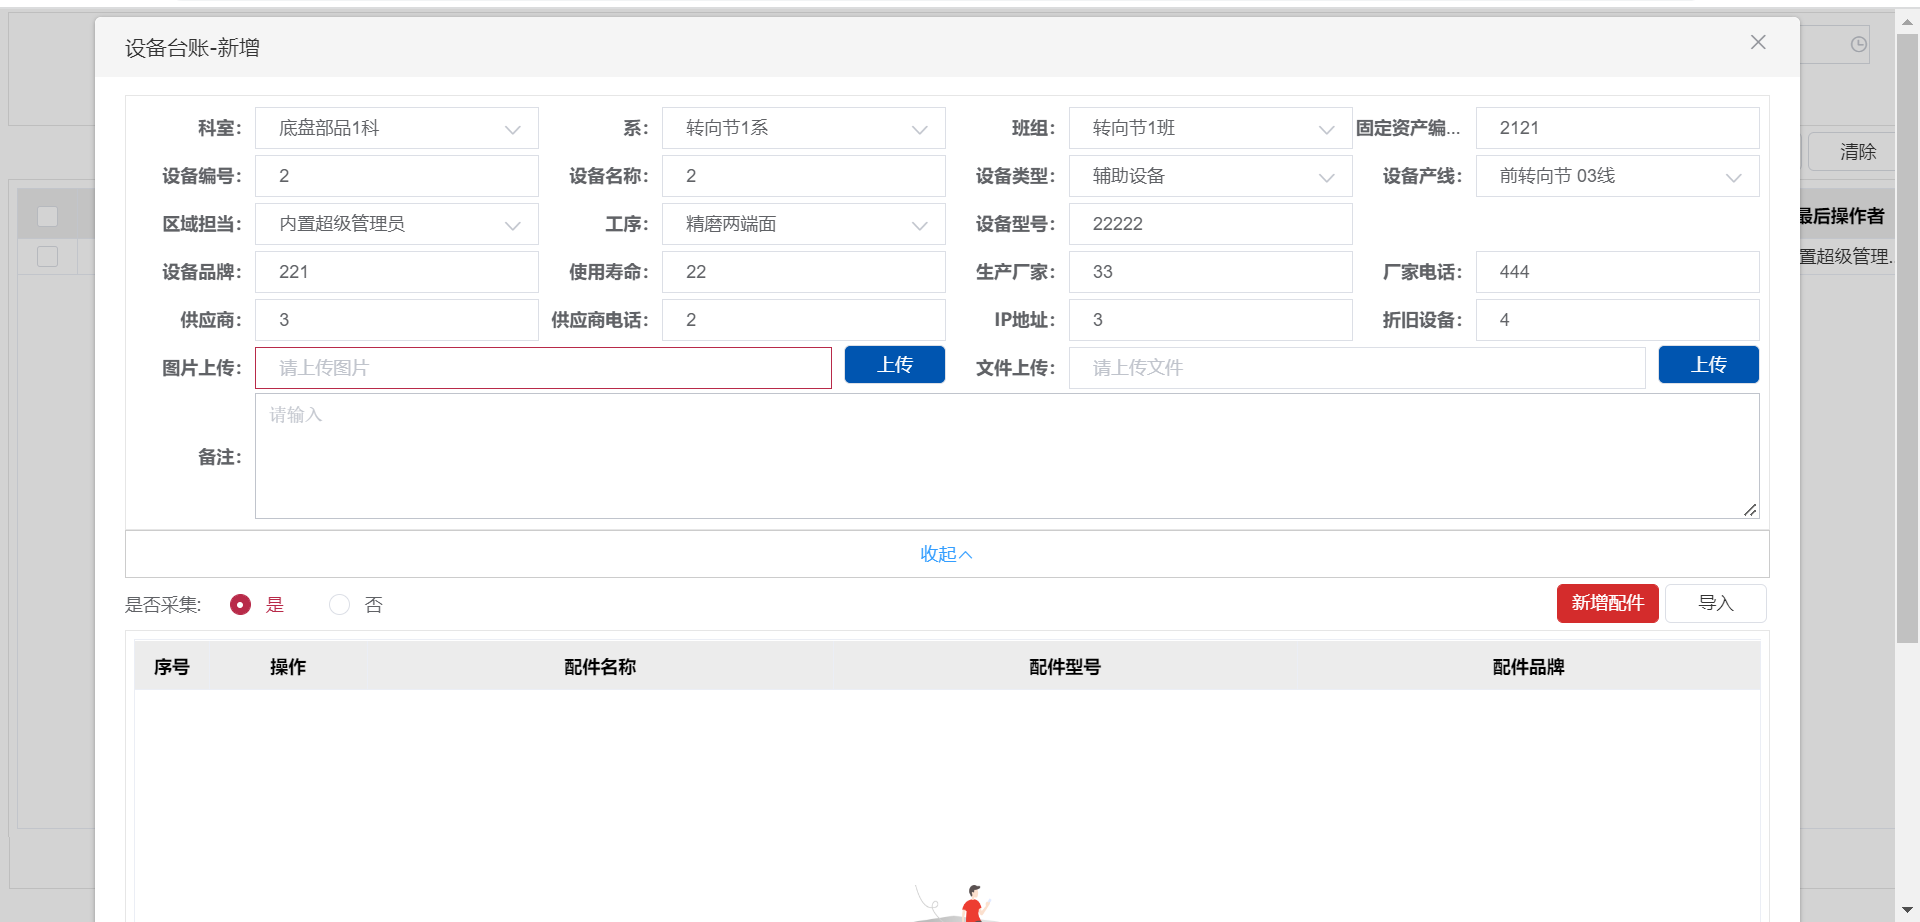 设备台账-新增
科室： 底盘部品1科 系： 转向节1系 班组： 转向节1班 固定资产编... 2121
清除
设备编号： 2 设备名称： 2 设备类型： 辅助设备 设备产线： 前转向节 03线
区域担当： 内置超级管理员 工序： 精磨两端面 设备型号： 22222
最后操作者
设备品牌： 221 使用寿命： 22 生产厂家： 33 厂家电话： 444
置超级管理.
供应商： 3 供应商电话： 2 IP地址： 3 折旧设备： 4
图片上传： 请上传图片 上传 文件上传： 请上传文件 上传
备注： 请输入
收起
是否采集: 是 否 新增配件 导入
序号 操作 配件名称 配件型号 配件品牌